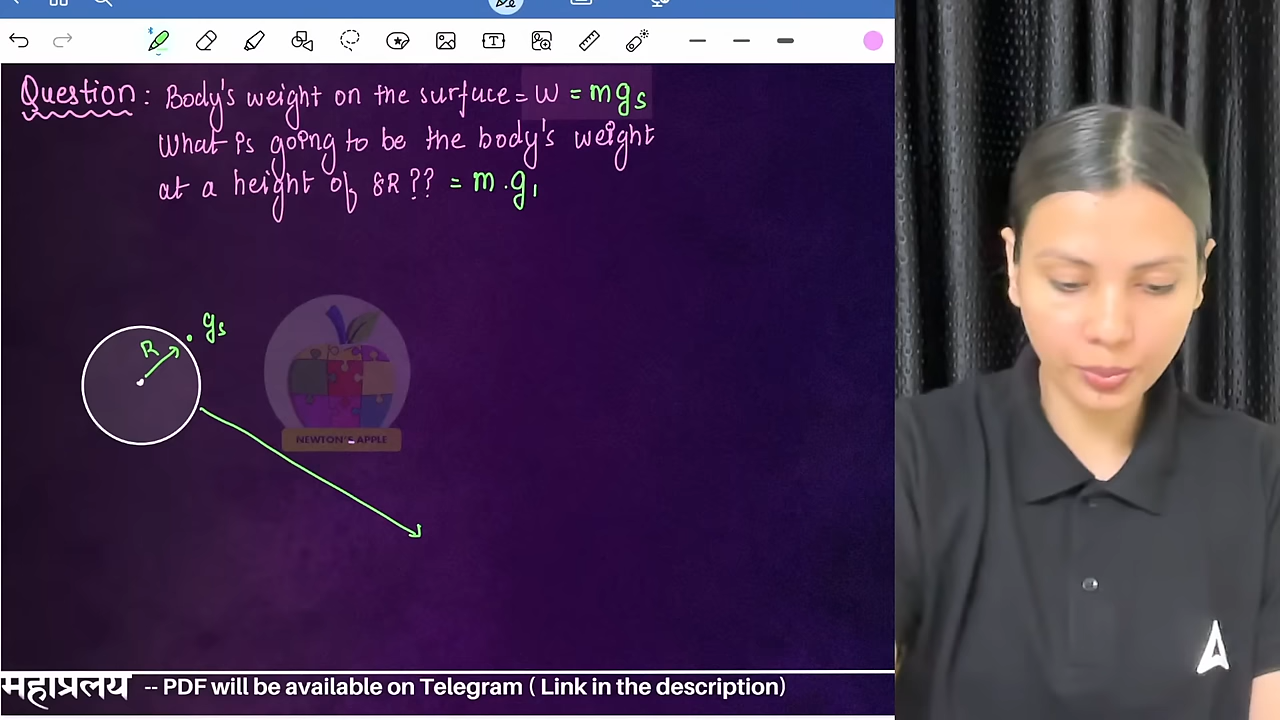 Question: Body's weight on the surface = W = mgs
What is going to be the body's weight
at a height of 8R?? = m.g1
gs
R
NEWTON'S APPLE
महाप्रलय -- PDF will be available on Telegram ( Link in the description)